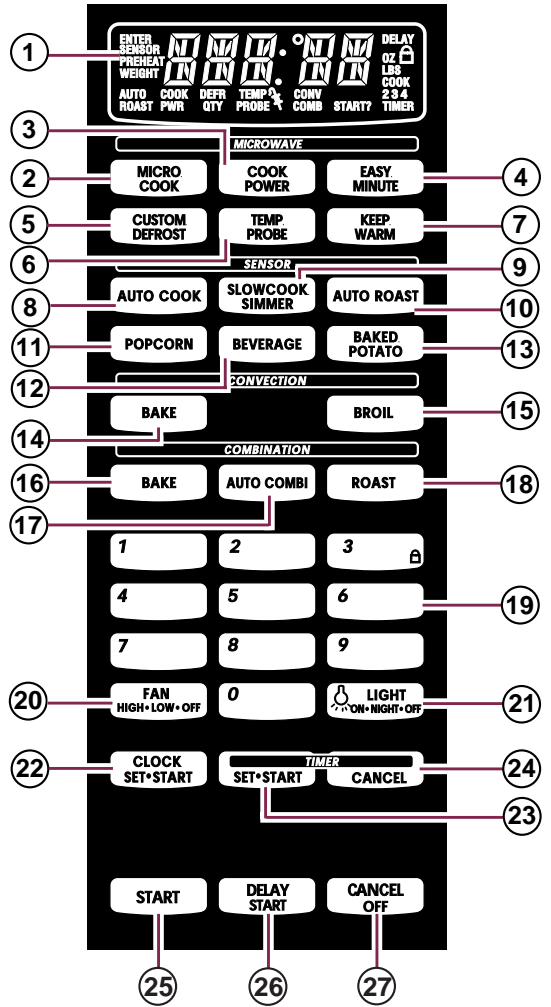 ENTER
SENSOR
PREHEAT
WEIGHT
DELAY
OZ
LBS
COOK
2 3 4
TIMER
AUTO
ROAST
COOK
PWR
DEFR
QTY
TEMP
PROBE
CONV
COMB
START?
1
3
MICROWAVE
2
MICRO
COOK
COOK
POWER
EASY
MINUTE
4
5
CUSTOM
DEFROST
TEMP
PROBE
KEEP
WARM
7
6
SENSOR
9
8
AUTO COOK
SLOWCOOK
SIMMER
AUTO ROAST
10
11
POPCORN
BEVERAGE
BAKED
POTATO
13
12
CONVECTION
BAKE
BROIL
15
14
COMBINATION
16
BAKE
AUTO COMBI
ROAST
18
17
1
2
3
4
5
6
19
7
8
9
20
FAN
HIGH•LOW•OFF
0
LIGHT
ON•NIGHT•OFF
21
22
CLOCK
SET•START
TIMER
SET•START
CANCEL
24
23
START
DELAY
START
CANCEL
OFF
25
26
27